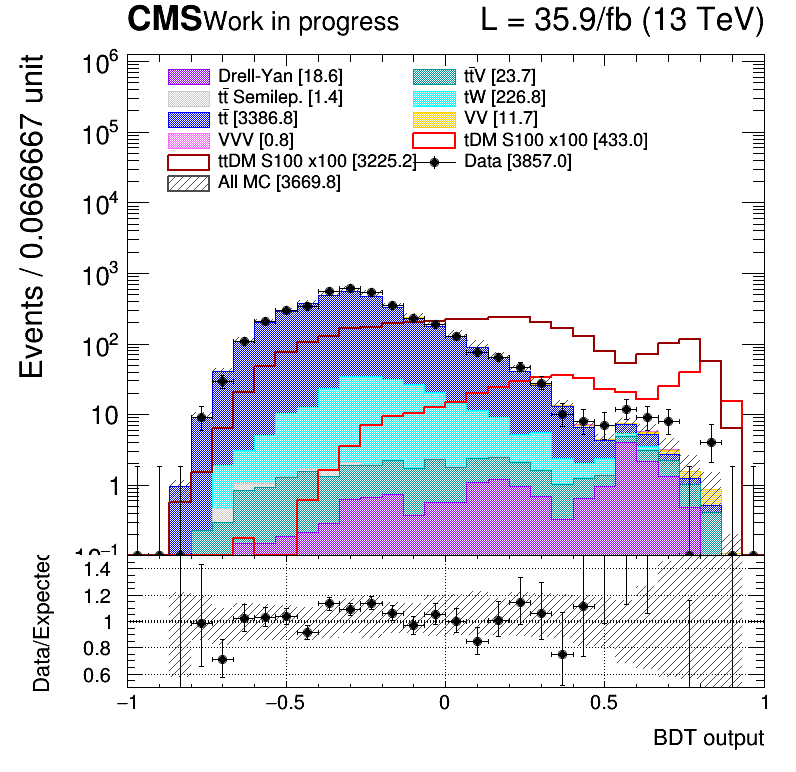 CMS Work in progress L = 35.9/fb (13 TeV)
Events / 0.0666667 unit
10⁶
10⁵
10⁴
10³
10²
10
1
10⁻¹
Drell-Yan [18.6] tt̄V [23.7]
tt̄ Semilep. [1.4] tW [226.8]
tt̄ [3386.8] VV [11.7]
VVV [0.8] tDM S100 x100 [433.0]
ttDM S100 x100 [3225.2] Data [3857.0]
All MC [3669.8]
Data/Expected
1.4
1.2
1
0.8
0.6
−1 −0.5 0 0.5 1
BDT output